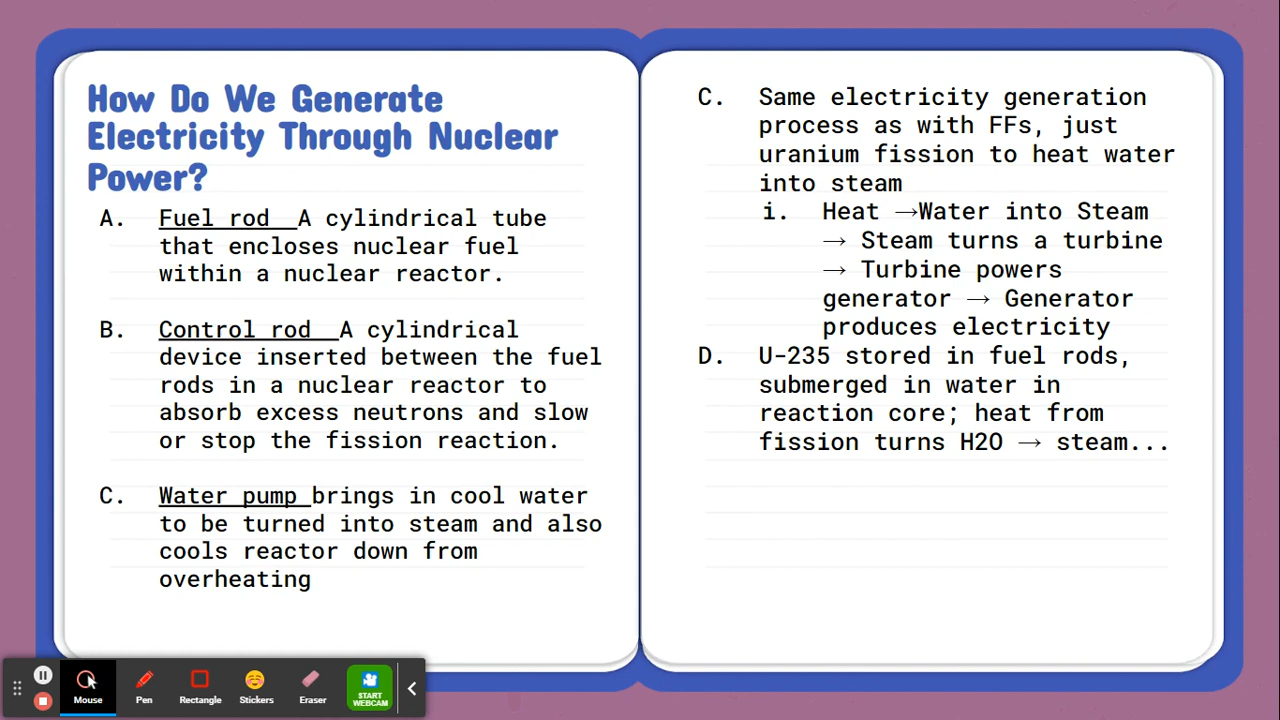 How Do We Generate
Electricity Through Nuclear
Power?
A. Fuel rod A cylindrical tube
that encloses nuclear fuel
within a nuclear reactor.
B. Control rod A cylindrical
device inserted between the fuel
rods in a nuclear reactor to
absorb excess neutrons and slow
or stop the fission reaction.
C. Water pump brings in cool water
to be turned into steam and also
cools reactor down from
overheating
C. Same electricity generation
process as with FFs, just
uranium fission to heat water
into steam
i. Heat →Water into Steam
→ Steam turns a turbine
→ Turbine powers
generator → Generator
produces electricity
D. U-235 stored in fuel rods,
submerged in water in
reaction core; heat from
fission turns H2O → steam...
Mouse Pen Rectangle Stickers Eraser START
WEBCAM